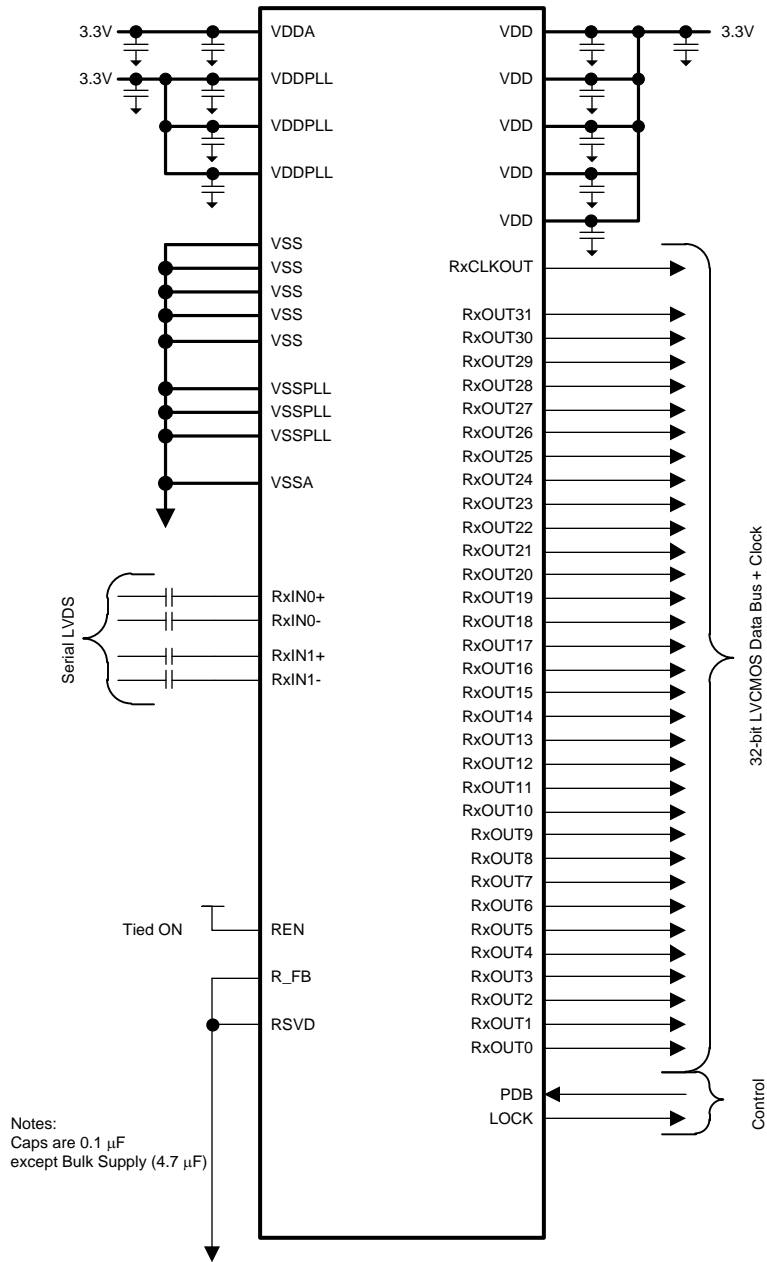 3.3V
VDDA
VDD
3.3V
3.3V
VDDPLL
VDD
VDDPLL
VDD
VDDPLL
VDD
VDD
VSS
VSS
VSS
VSS
VSS
VSSPLL
VSSPLL
VSSPLL
VSSA
Serial LVDS
RxIN0+
RxIN0-
RxIN1+
RxIN1-
Tied ON
REN
R_FB
RSVD
RxCLKOUT
RxOUT31
RxOUT30
RxOUT29
RxOUT28
RxOUT27
RxOUT26
RxOUT25
RxOUT24
RxOUT23
RxOUT22
RxOUT21
RxOUT20
RxOUT19
RxOUT18
RxOUT17
RxOUT16
RxOUT15
RxOUT14
RxOUT13
RxOUT12
RxOUT11
RxOUT10
RxOUT9
RxOUT8
RxOUT7
RxOUT6
RxOUT5
RxOUT4
RxOUT3
RxOUT2
RxOUT1
RxOUT0
32-bit LVCMOS Data Bus + Clock
PDB
LOCK
Control
Notes:
Caps are 0.1 μF
except Bulk Supply (4.7 μF)